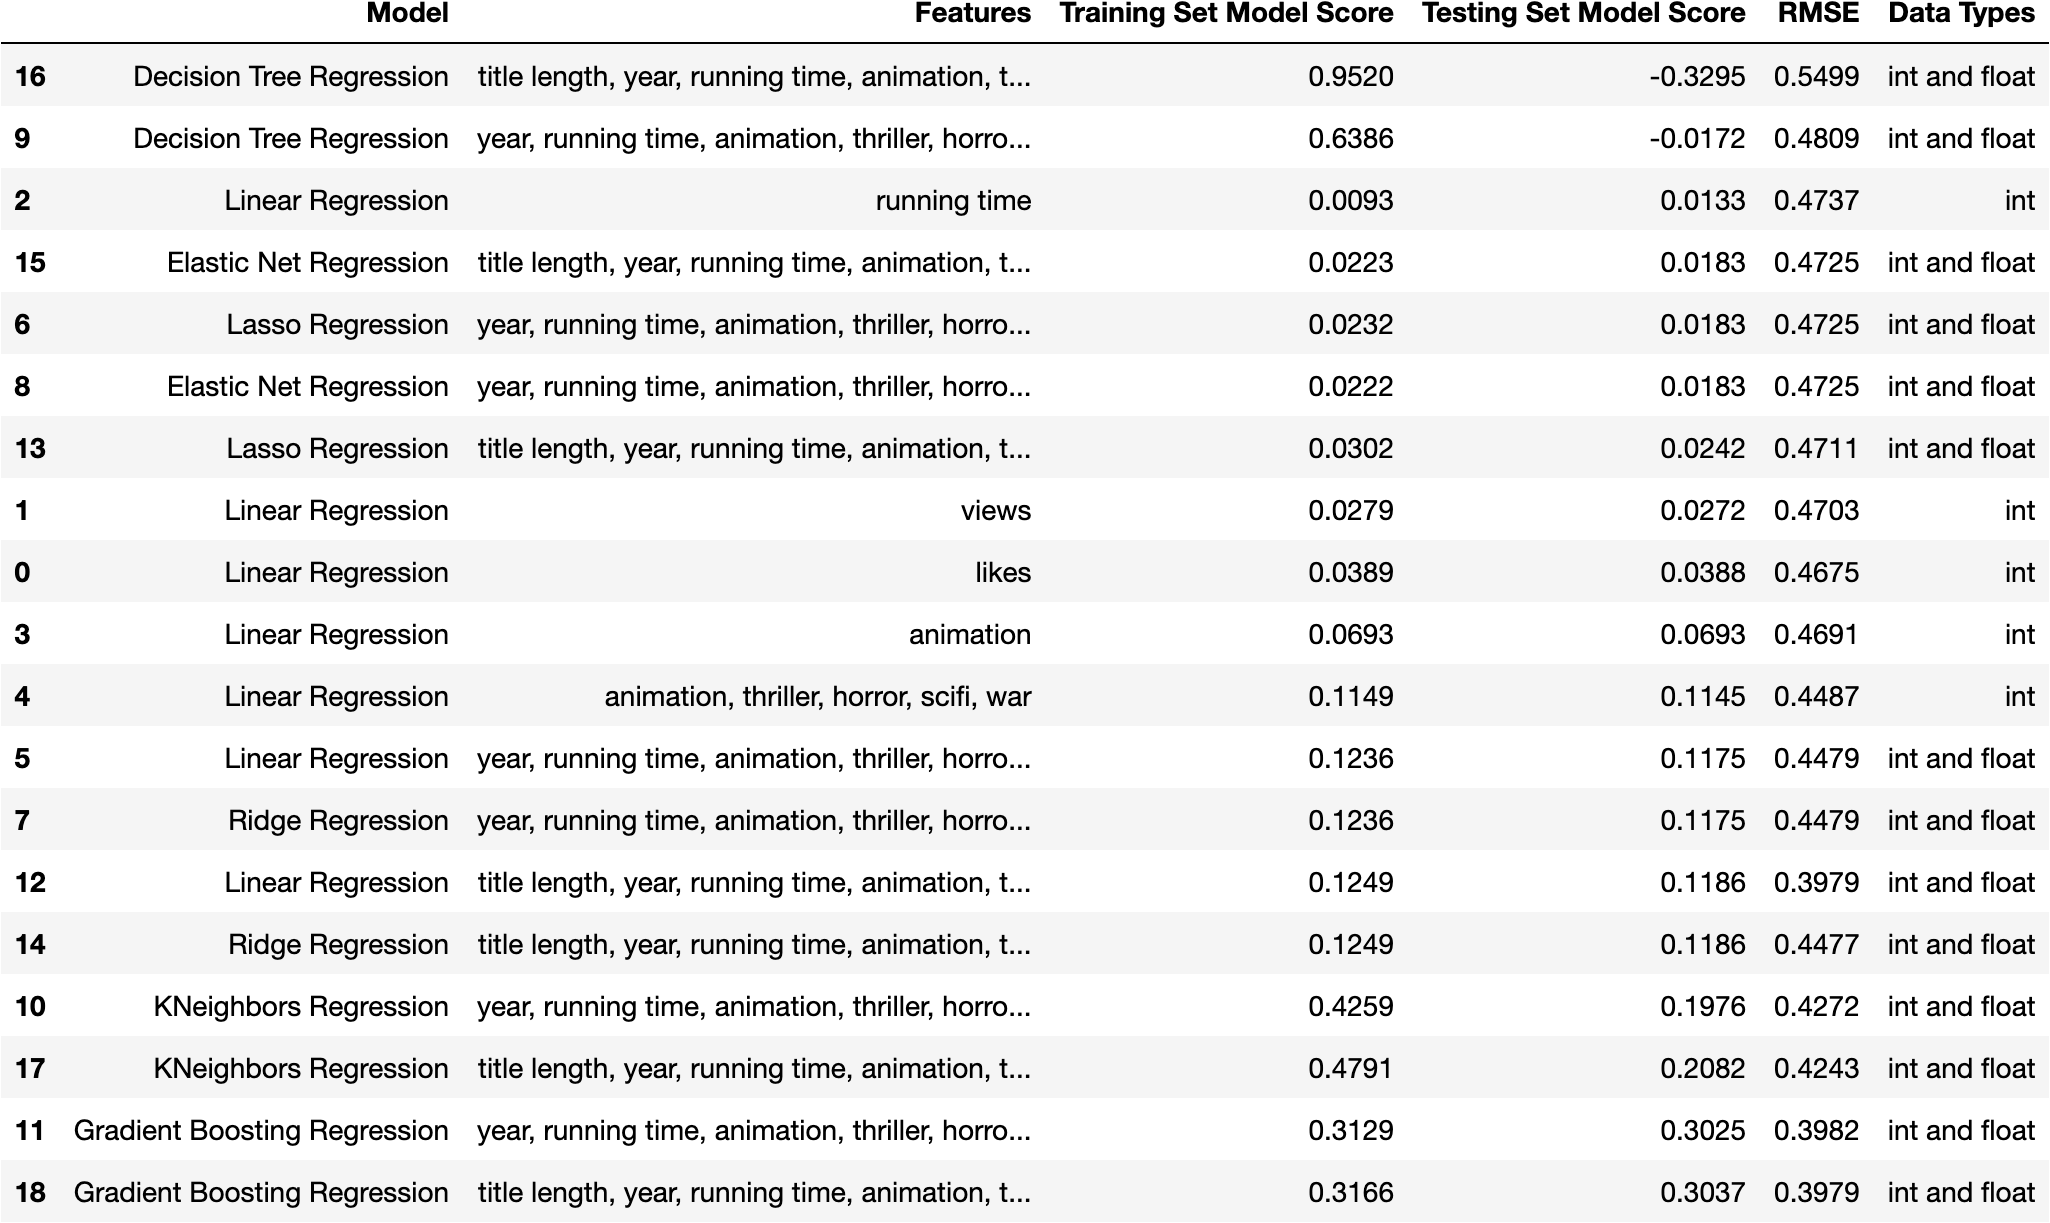 Model Features Training Set Model Score Testing Set Model Score RMSE Data Types
16 Decision Tree Regression title length, year, running time, animation, t... 0.9520 -0.3295 0.5499 int and float
9 Decision Tree Regression year, running time, animation, thriller, horro... 0.6386 -0.0172 0.4809 int and float
2 Linear Regression running time 0.0093 0.0133 0.4737 int
15 Elastic Net Regression title length, year, running time, animation, t... 0.0223 0.0183 0.4725 int and float
6 Lasso Regression year, running time, animation, thriller, horro... 0.0232 0.0183 0.4725 int and float
8 Elastic Net Regression year, running time, animation, thriller, horro... 0.0222 0.0183 0.4725 int and float
13 Lasso Regression title length, year, running time, animation, t... 0.0302 0.0242 0.4711 int and float
1 Linear Regression views 0.0279 0.0272 0.4703 int
0 Linear Regression likes 0.0389 0.0388 0.4675 int
3 Linear Regression animation 0.0693 0.0693 0.4691 int
4 Linear Regression animation, thriller, horror, scifi, war 0.1149 0.1145 0.4487 int
5 Linear Regression year, running time, animation, thriller, horro... 0.1236 0.1175 0.4479 int and float
7 Ridge Regression year, running time, animation, thriller, horro... 0.1236 0.1175 0.4479 int and float
12 Linear Regression title length, year, running time, animation, t... 0.1249 0.1186 0.3979 int and float
14 Ridge Regression title length, year, running time, animation, t... 0.1249 0.1186 0.4477 int and float
10 KNeighbors Regression year, running time, animation, thriller, horro... 0.4259 0.1976 0.4272 int and float
17 KNeighbors Regression title length, year, running time, animation, t... 0.4791 0.2082 0.4243 int and float
11 Gradient Boosting Regression year, running time, animation, thriller, horro... 0.3129 0.3025 0.3982 int and float
18 Gradient Boosting Regression title length, year, running time, animation, t... 0.3166 0.3037 0.3979 int and float